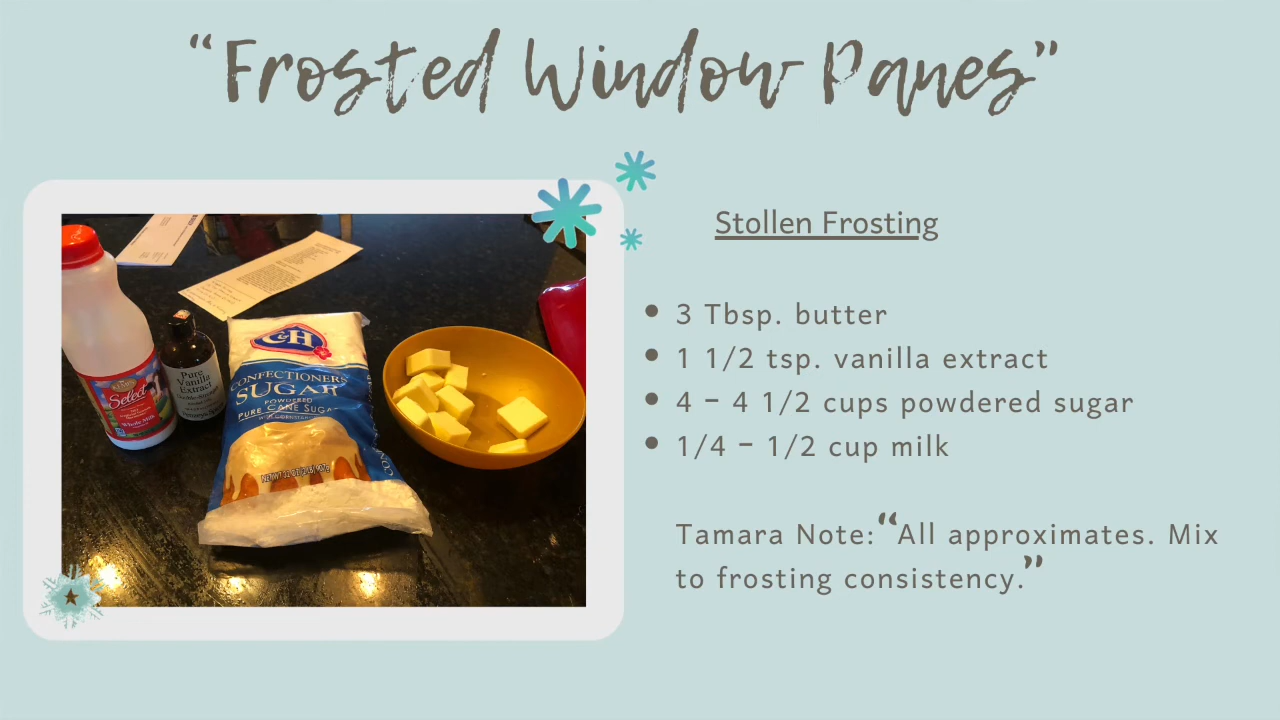 “Frosted Window Panes”
Stollen Frosting
• 3 Tbsp. butter
• 1 1/2 tsp. vanilla extract
• 4 – 4 1/2 cups powdered sugar
• 1/4 – 1/2 cup milk
Tamara Note: “All approximates. Mix
to frosting consistency.”
Select
Whole Milk
Pure
Vanilla
Extract
C&H
CONFECTIONERS
SUGAR
POWDERED
PURE CANE SUGAR